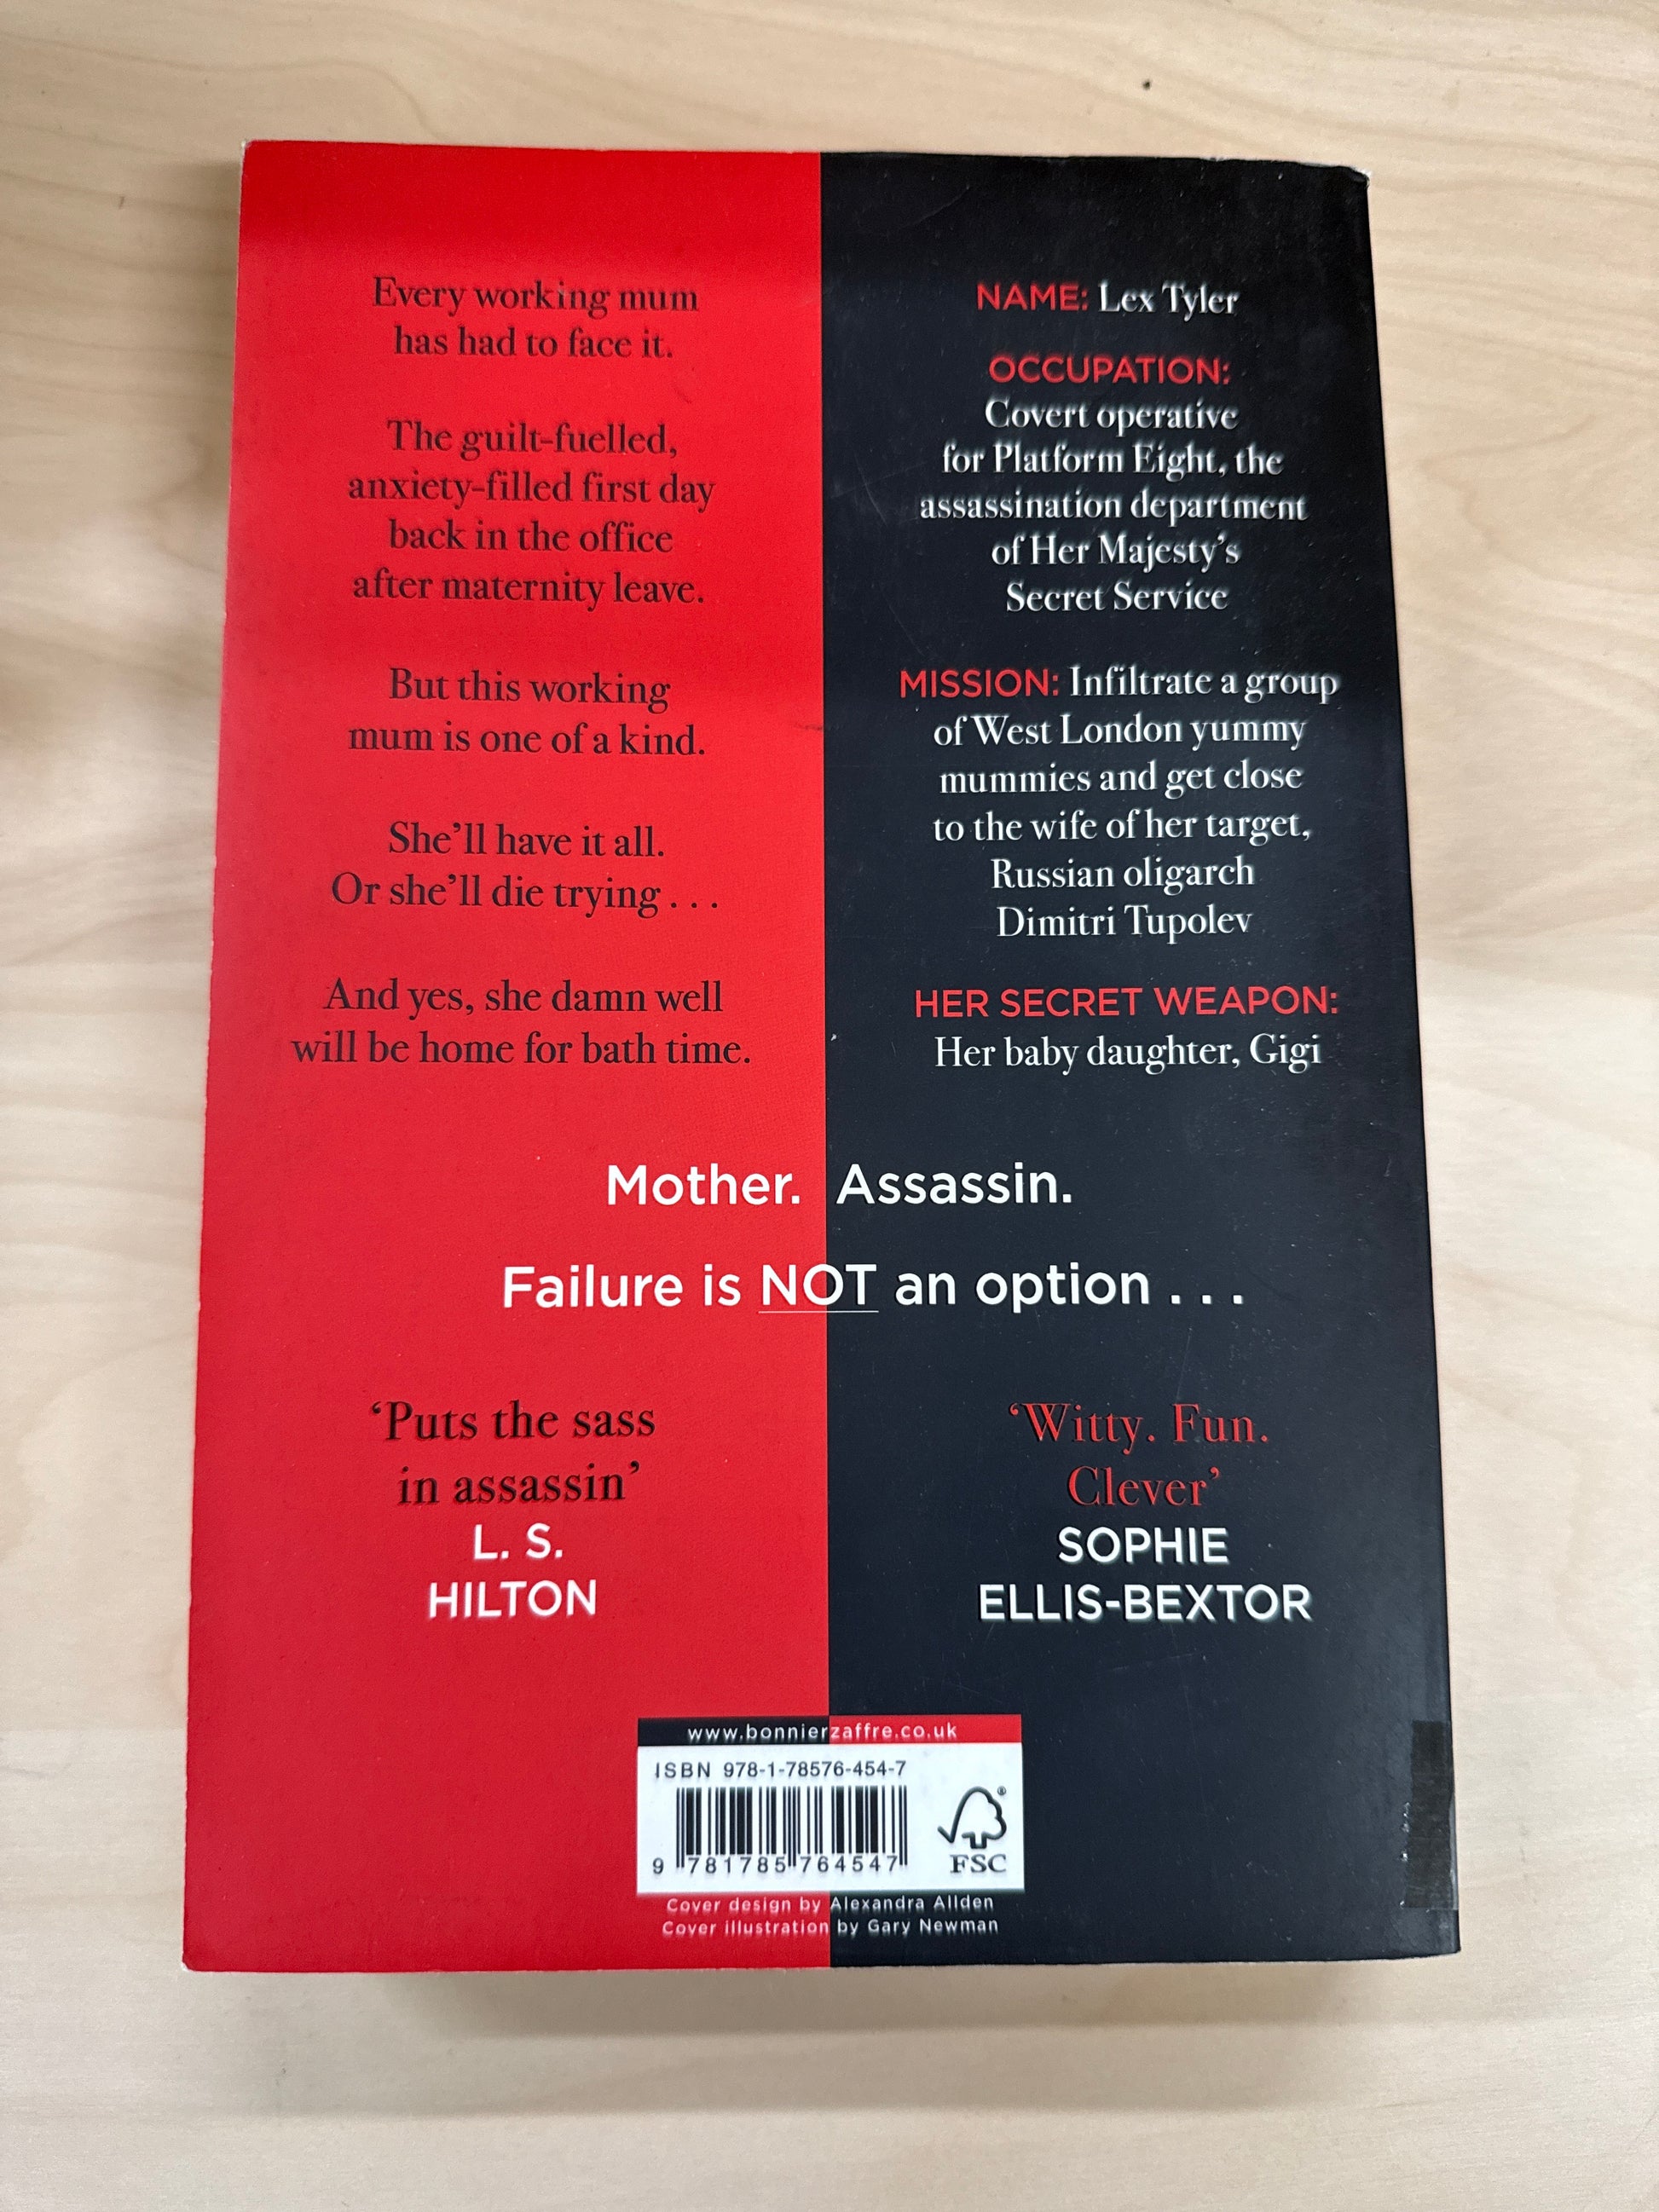 Every working mum
has had to face it.
The guilt-fuelled,
anxiety-filled first day
back in the office
after maternity leave.
But this working
mum is one of a kind.
She'll have it all.
Or she'll die trying . . .
And yes, she damn well
will be home for bath time.
NAME: Lex Tyler
OCCUPATION:
Covert operative
for Platform Eight, the
assassination department
of Her Majesty's
Secret Service
MISSION: Infiltrate a group
of West London yummy
mummies and get close
to the wife of her target,
Russian oligarch
Dimitri Tupolev
HER SECRET WEAPON:
Her baby daughter, Gigi
Mother. Assassin.
Failure is NOT an option . . .
‘Puts the sass
in assassin’
L. S.
HILTON
‘Witty. Fun.
Clever’
SOPHIE
ELLIS-BEXTOR
www.bonnierzaffre.co.uk
ISBN 978-1-78576-454-7
9 781785 764547
FSC
Cover design by Alexandra Allden
Cover illustration by Gary Newman